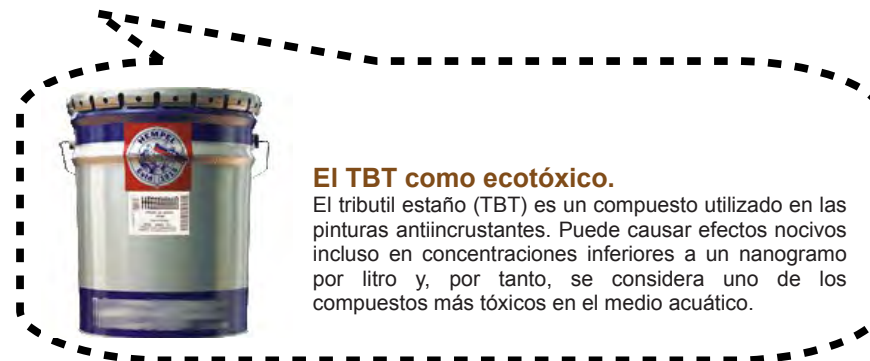 HEMPEL
El TBT como ecotóxico.
El tributil estaño (TBT) es un compuesto utilizado en las
pinturas antiincrustantes. Puede causar efectos nocivos
incluso en concentraciones inferiores a un nanogramo
por litro y, por tanto, se considera uno de los
compuestos más tóxicos en el medio acuático.